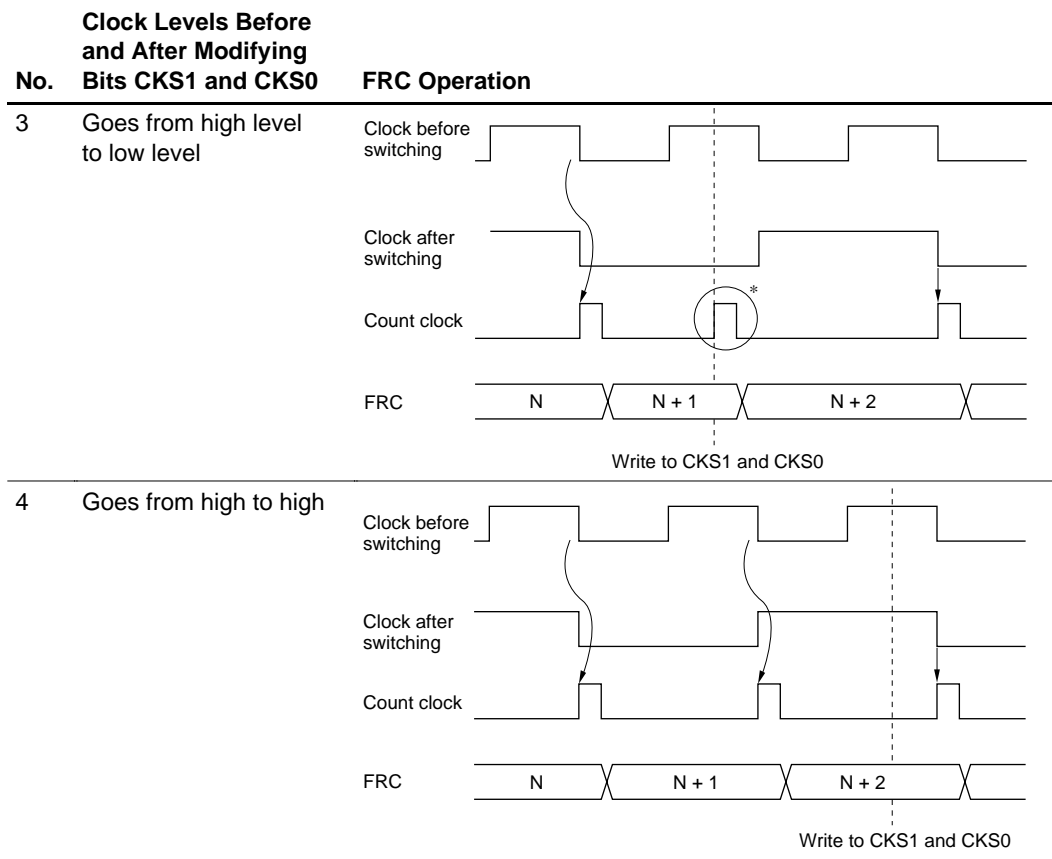 No.
Clock Levels Before
and After Modifying
Bits CKS1 and CKS0
FRC Operation
3
Goes from high level
to low level
Clock before
switching
Clock after
switching
*
Count clock
FRC
N
N + 1
N + 2
Write to CKS1 and CKS0
4
Goes from high to high
Clock before
switching
Clock after
switching
Count clock
FRC
N
N + 1
N + 2
Write to CKS1 and CKS0